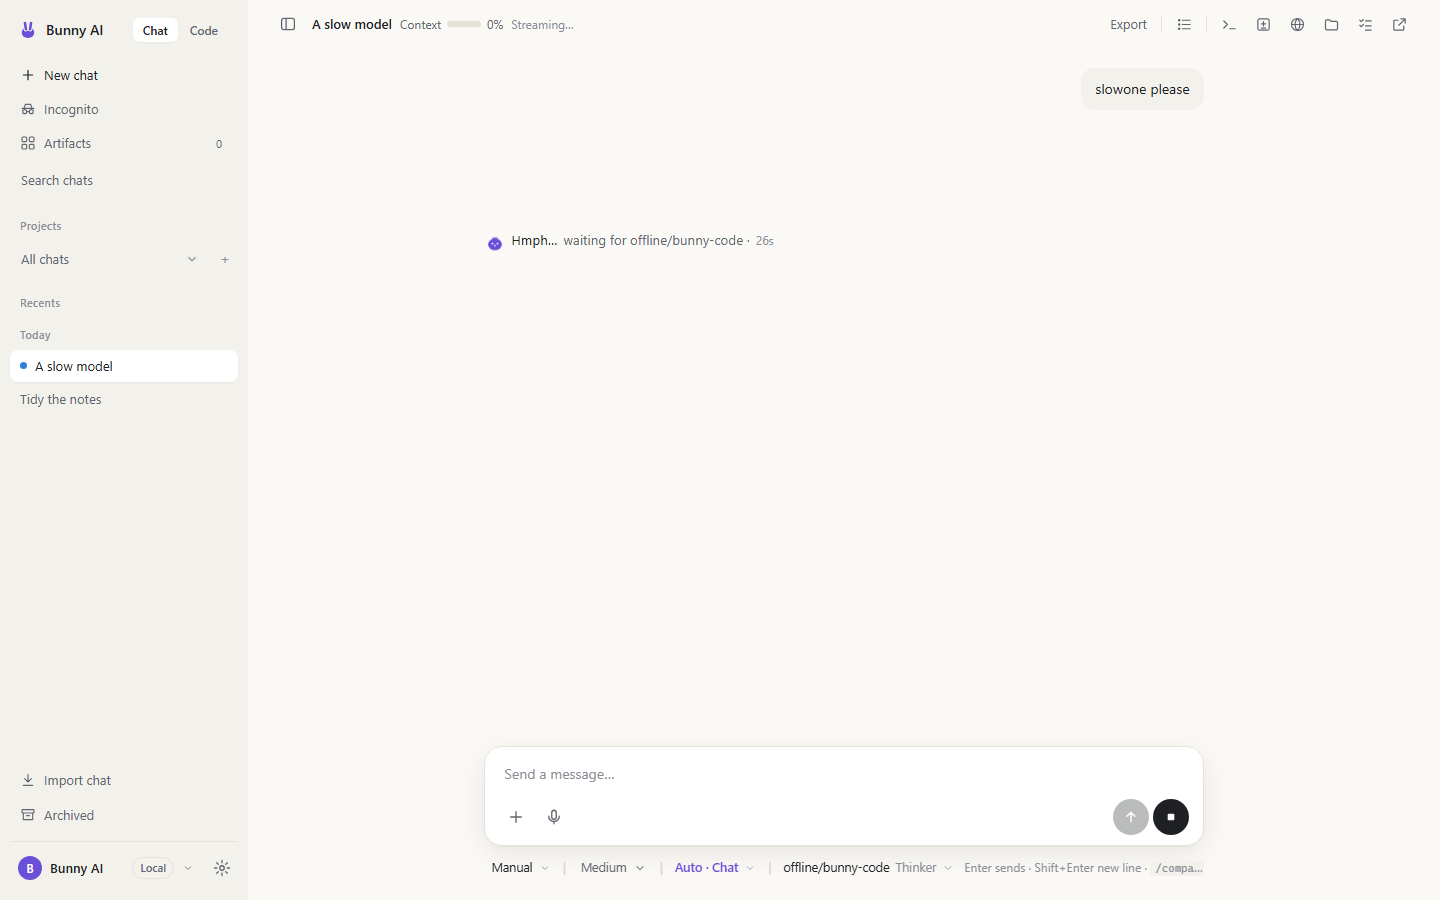 Bunny AI
Chat
Code
New chat
Incognito
Artifacts 0
Search chats
Projects
All chats
Recents
Today
A slow model
Tidy the notes
Import chat
Archived
B Bunny AI Local
A slow model Context 0% Streaming...
Export
slowone please
Hmph... waiting for offline/bunny-code · 26s
Send a message...
Manual Medium Auto · Chat offline/bunny-code Thinker Enter sends · Shift+Enter new line · /compa...